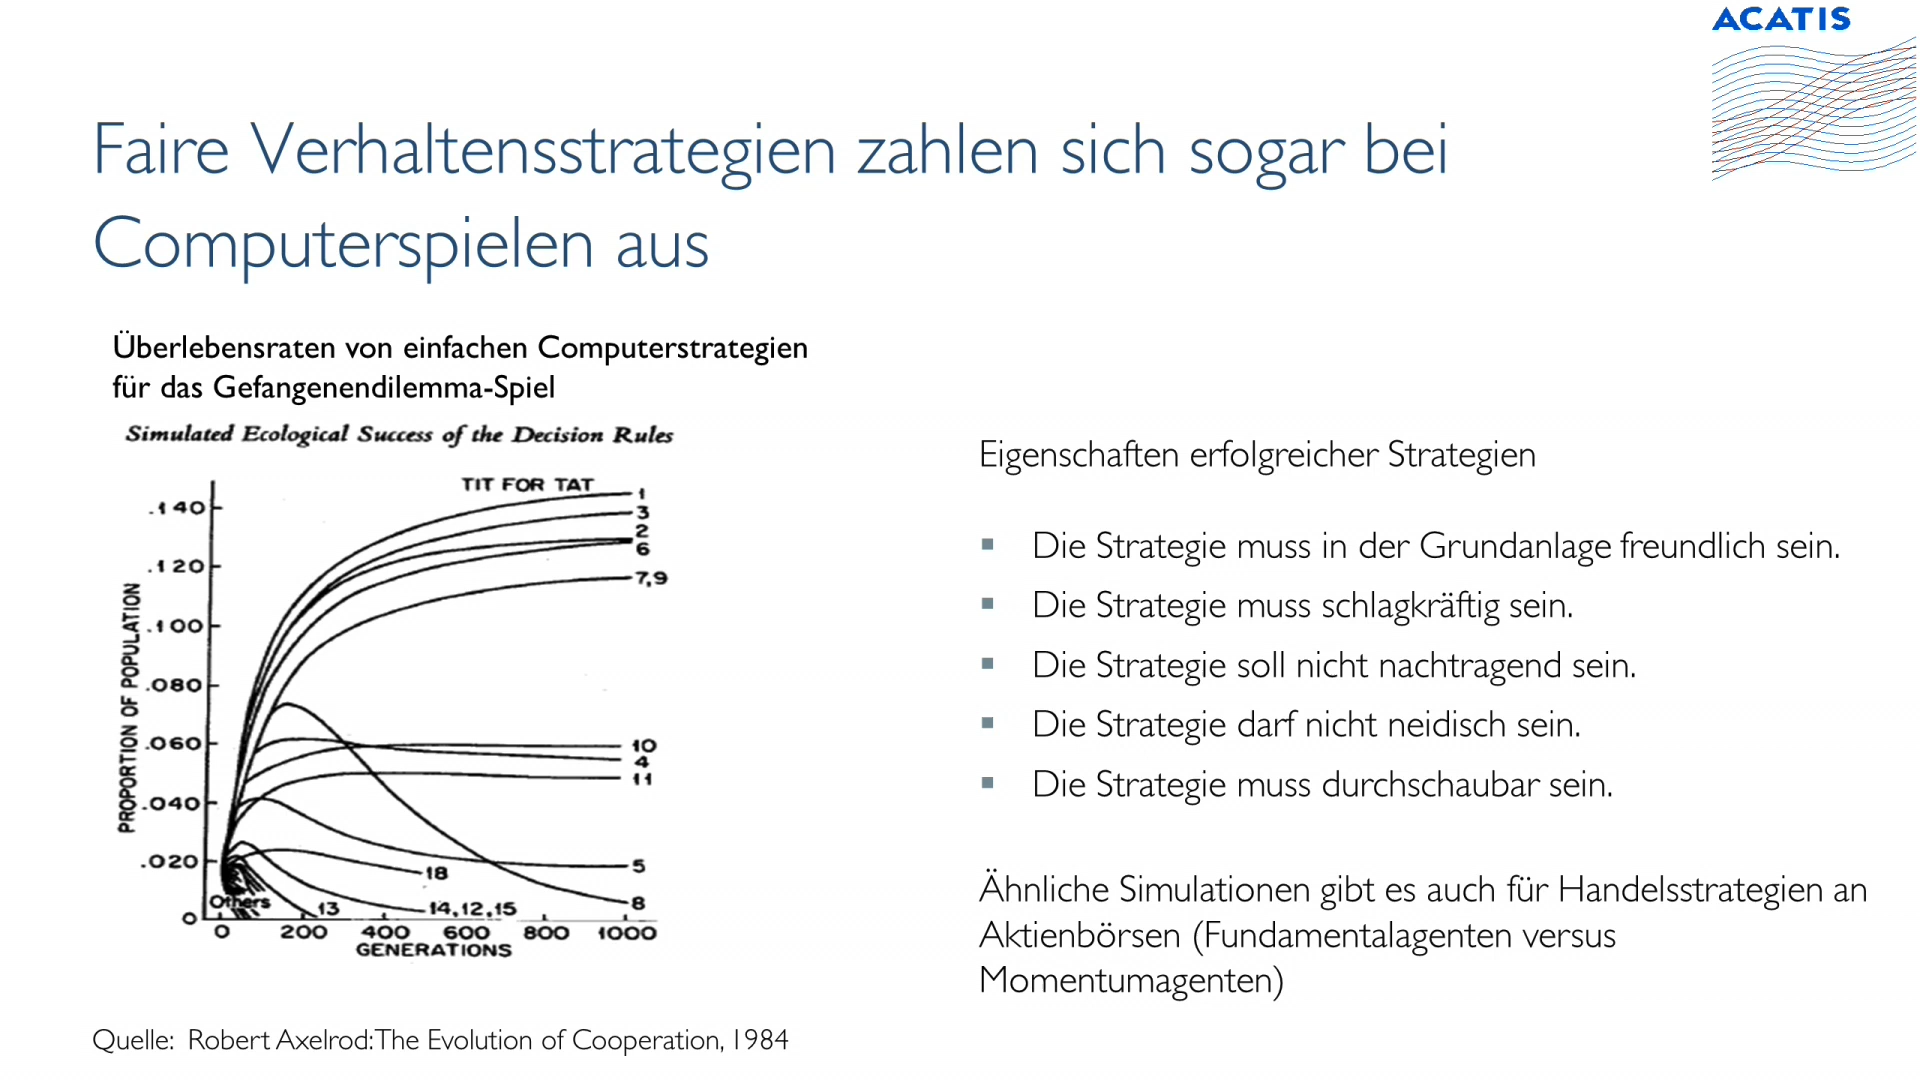 ACATIS
Faire Verhaltensstrategien zahlen sich sogar bei
Computerspielen aus
Überlebensraten von einfachen Computerstrategien
für das Gefangenendilemma-Spiel
Simulated Ecological Success of the Decision Rules
TIT FOR TAT
PROPORTION OF POPULATION
.140
.120
.100
.080
.060
.040
.020
0
1
3
2
6
7,9
10
4
11
5
18
8
14,12,15
13
Others
0 200 400 600 800 1000
GENERATIONS
Eigenschaften erfolgreicher Strategien
▪ Die Strategie muss in der Grundanlage freundlich sein.
▪ Die Strategie muss schlagkräftig sein.
▪ Die Strategie soll nicht nachtragend sein.
▪ Die Strategie darf nicht neidisch sein.
▪ Die Strategie muss durchschaubar sein.
Ähnliche Simulationen gibt es auch für Handelsstrategien an
Aktienbörsen (Fundamentalagenten versus
Momentumagenten)
Quelle: Robert Axelrod:The Evolution of Cooperation, 1984